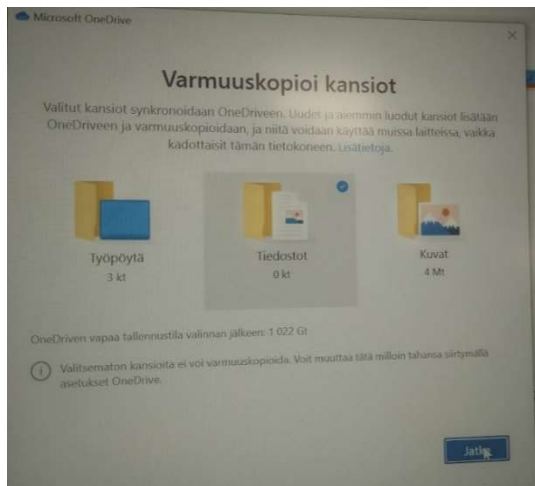 Microsoft OneDrive
Varmuuskopioi kansiot
Valitut kansiot synkronoidaan OneDriveen. Uudet ja aiemmin luodut kansiot lisätään
OneDriveen ja varmuuskopioidaan, ja niitä voidaan käyttää muissa laitteissa, vaikka
kadottaisit tämän tietokoneen. Lisätietoja.
Työpöytä
3 kt
Tiedostot
0 kt
Kuvat
4 Mt
OneDriven vapaa tallennustila valinnan jälkeen: 1 022 Gt
Valitsematon kansioita ei voi varmuuskopioida. Voit muuttaa tätä milloin tahansa siirtymällä
asetukset OneDrive.